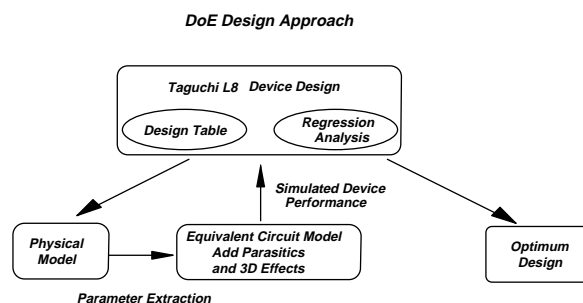 DoE Design Approach
Taguchi L8 Device Design
Design Table
Regression
Analysis
Simulated Device
Performance
Physical
Model
Equivalent Circuit Model
Add Parasitics
and 3D Effects
Optimum
Design
Parameter Extraction